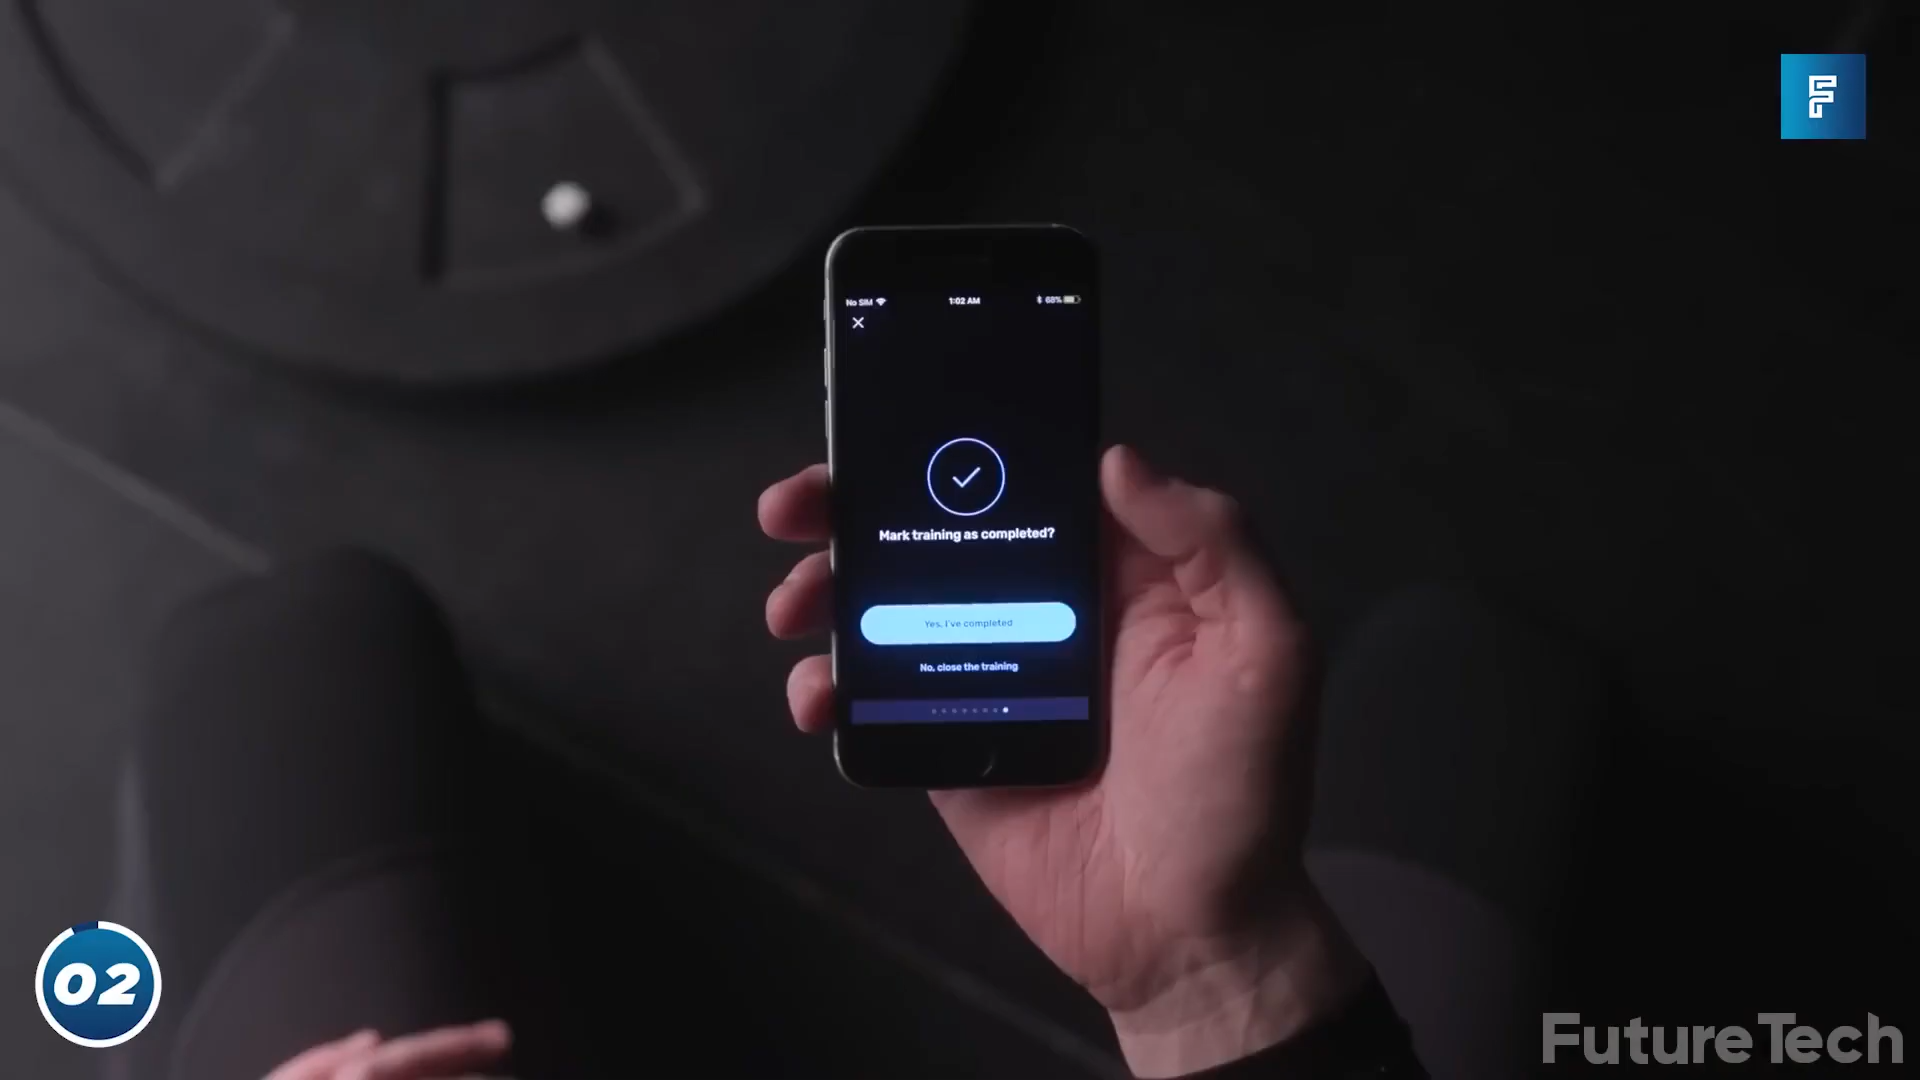 No SIM
1:02 AM
68%
Mark training as completed?
Yes, I've completed
No, close the training
02
FutureTech